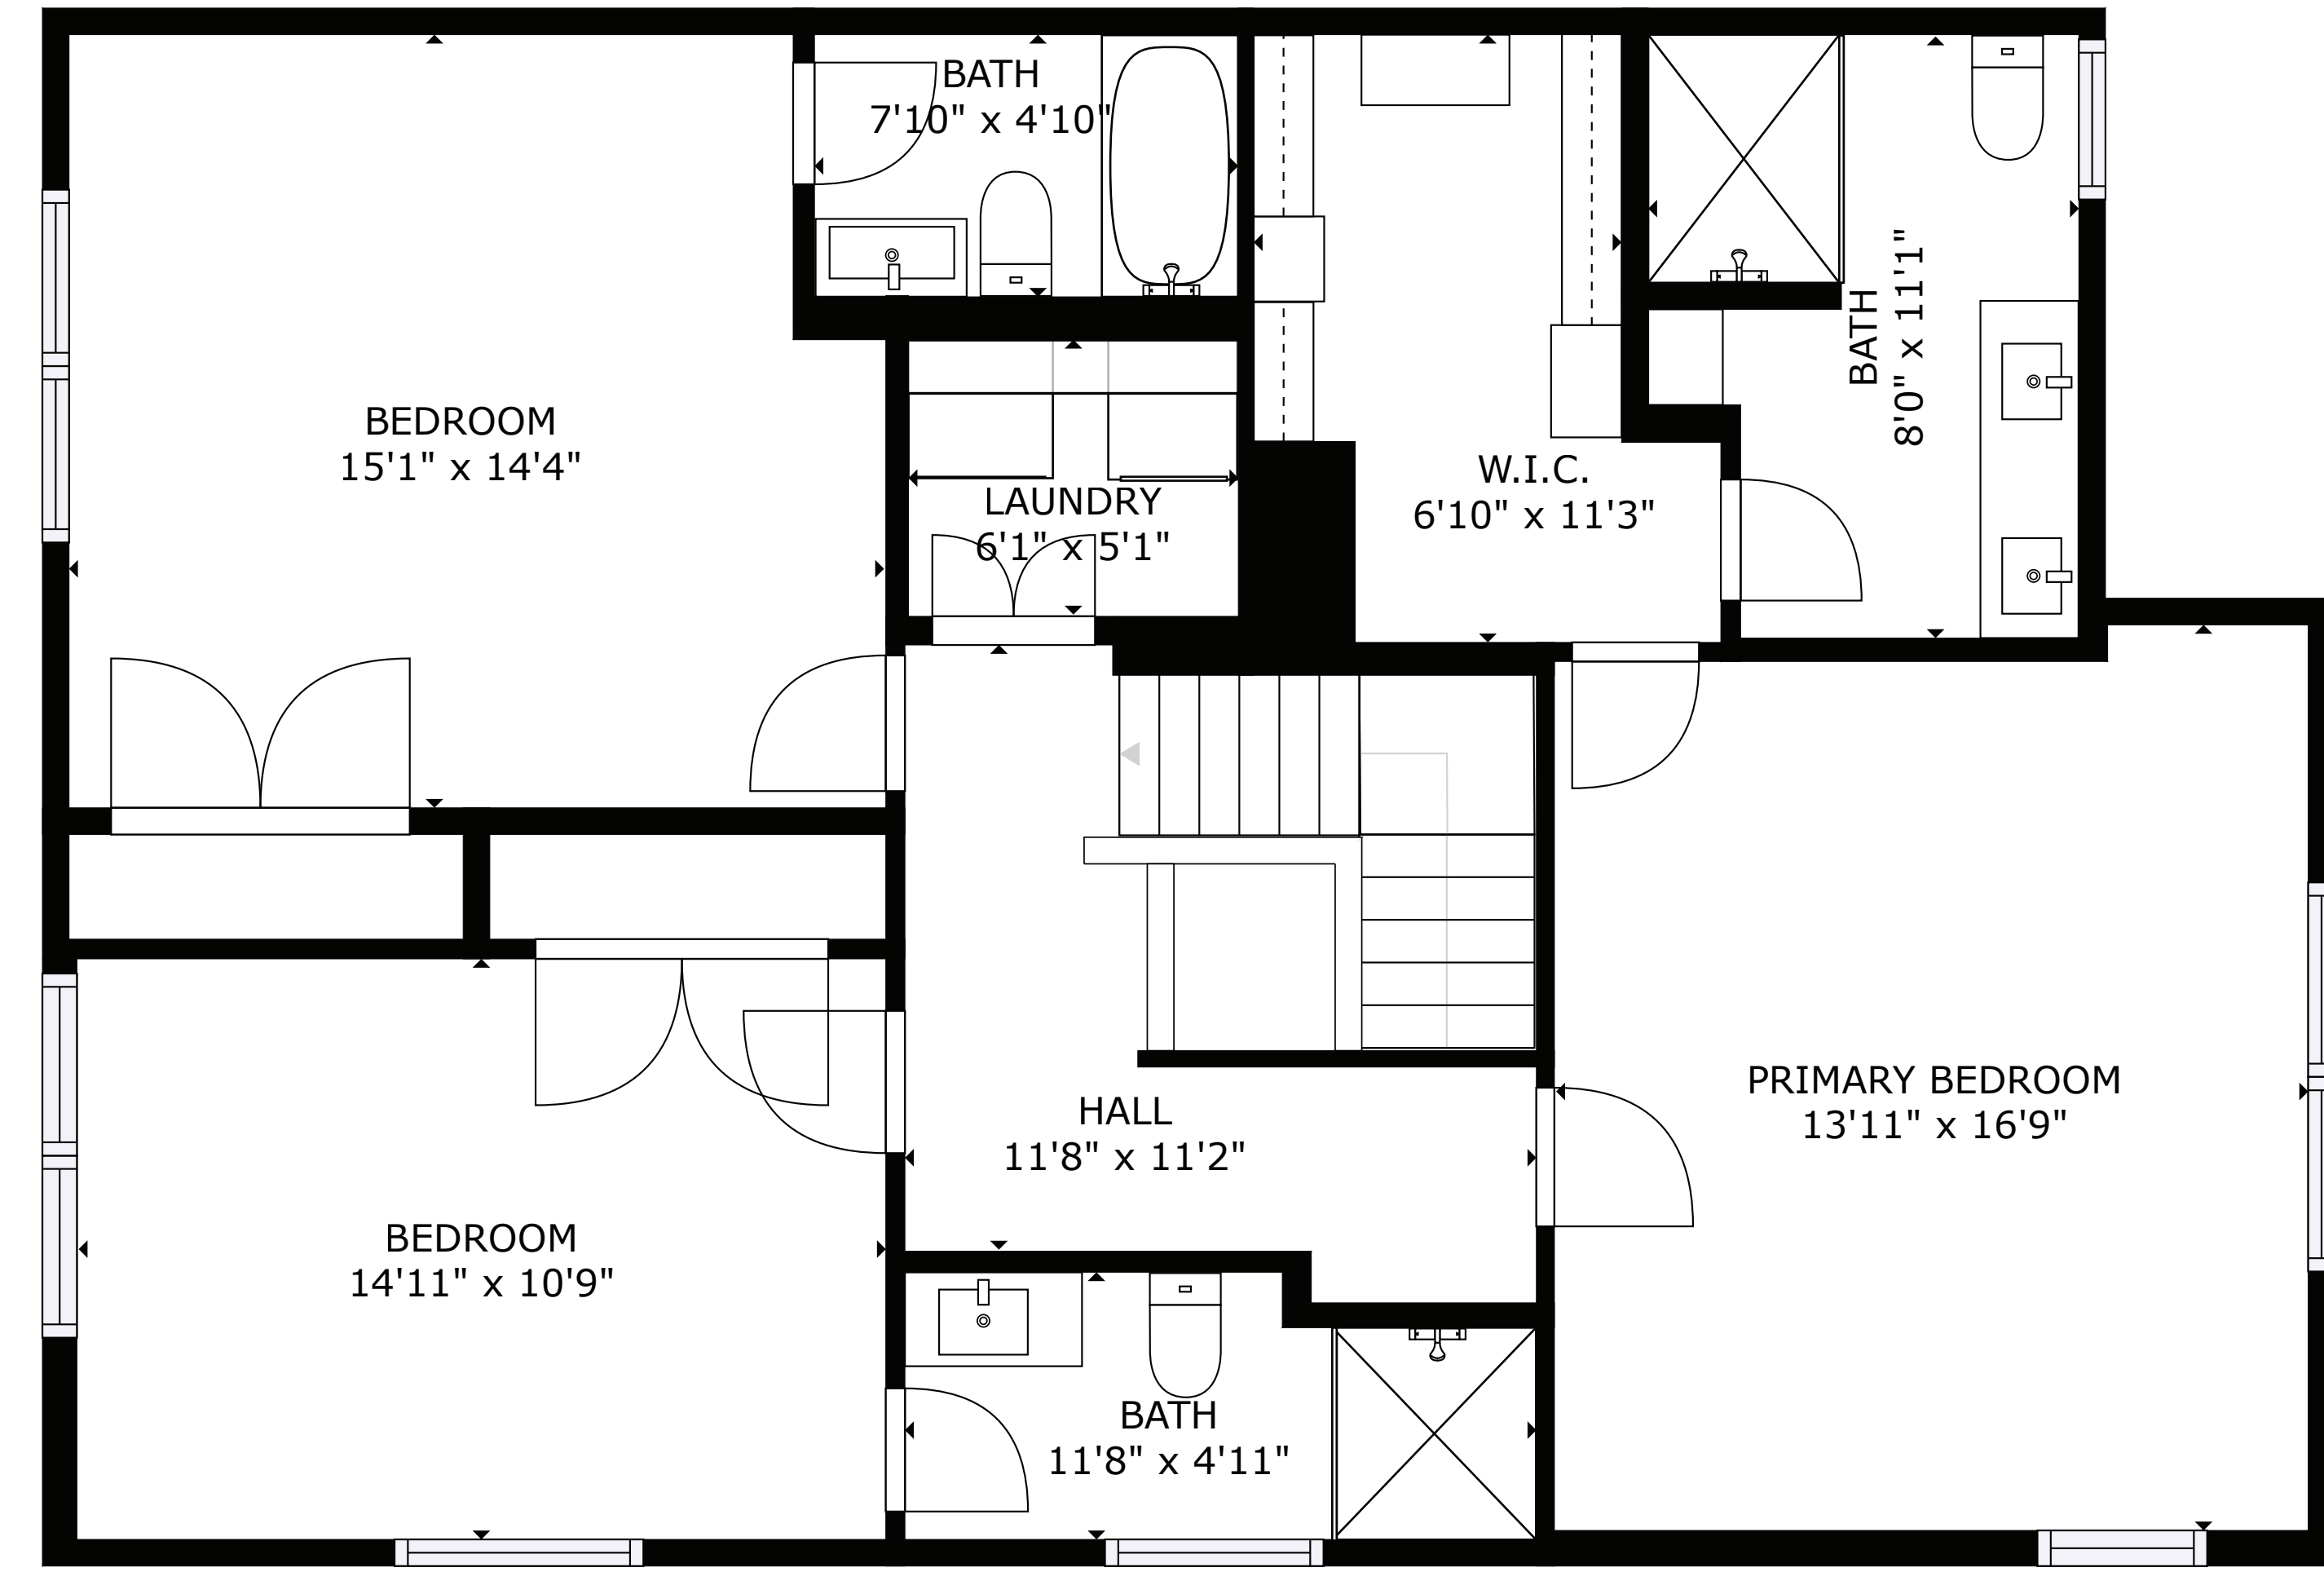 BATH
7'10" x 4'10"
BATH
8'0" x 11'1"
BEDROOM
15'1" x 14'4"
W.I.C.
6'10" x 11'3"
LAUNDRY
6'1" x 5'1"
PRIMARY BEDROOM
13'11" x 16'9"
HALL
11'8" x 11'2"
BEDROOM
14'11" x 10'9"
BATH
11'8" x 4'11"